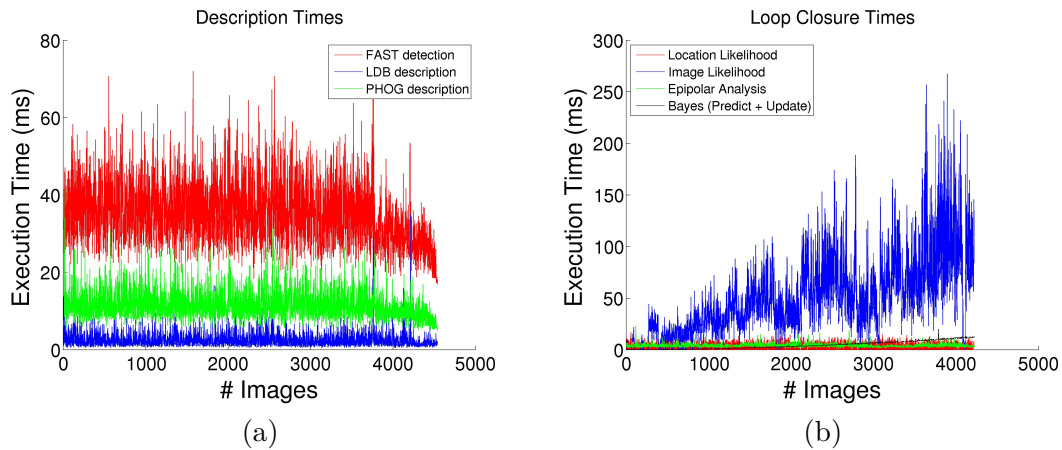 Description Times
80
60
40
20
0
Execution Time (ms)
FAST detection
LDB description
PHOG description
0 1000 2000 3000 4000 5000
# Images
(a)
Loop Closure Times
300
250
200
150
100
50
0
Execution Time (ms)
Location Likelihood
Image Likelihood
Epipolar Analysis
Bayes (Predict + Update)
0 1000 2000 3000 4000 5000
# Images
(b)